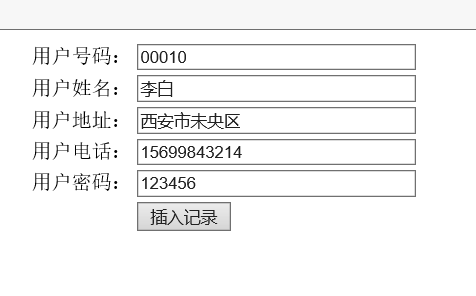 用户号码： 00010
用户姓名： 李白
用户地址： 西安市未央区
用户电话： 15699843214
用户密码： 123456
插入记录